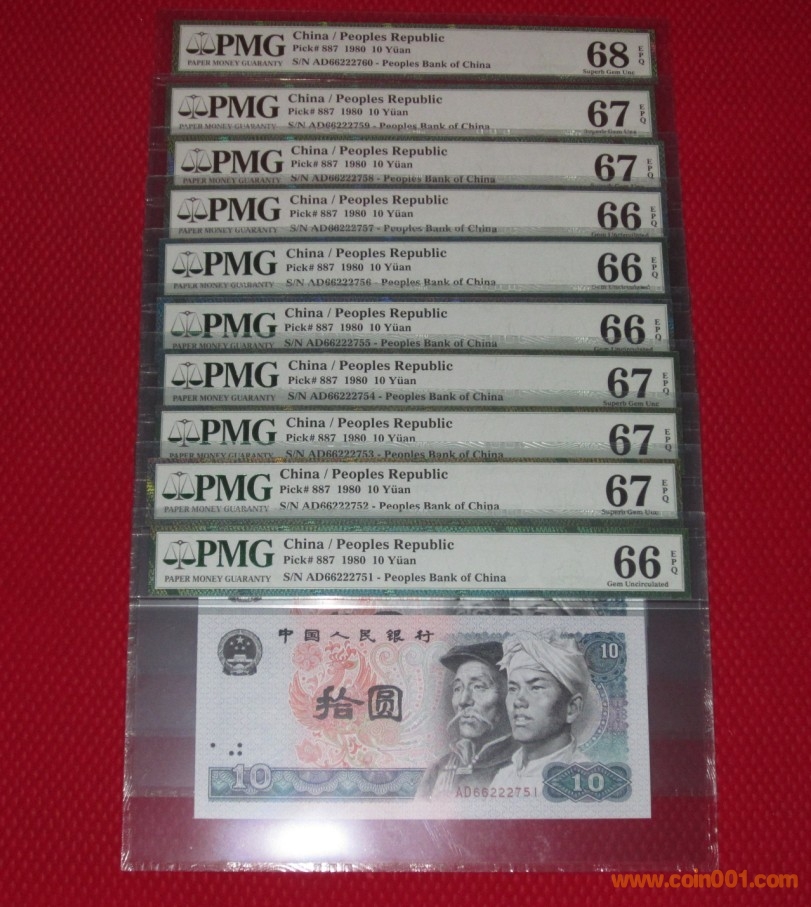 PMG
PAPER MONEY GUARANTY
China / Peoples Republic
Pick# 887 1980 10 Yüan
S/N AD66222760 - Peoples Bank of China
68 EPQ
Superb Gem Unc
PMG
PAPER MONEY GUARANTY
China / Peoples Republic
Pick# 887 1980 10 Yüan
S/N AD66222759 - Peoples Bank of China
67 EPQ
Superb Gem Unc
PMG
PAPER MONEY GUARANTY
China / Peoples Republic
Pick# 887 1980 10 Yüan
S/N AD66222758 - Peoples Bank of China
67 EPQ
PMG
PAPER MONEY GUARANTY
China / Peoples Republic
Pick# 887 1980 10 Yüan
S/N AD66222757 - Peoples Bank of China
66 EPQ
Gem Uncirculated
PMG
PAPER MONEY GUARANTY
China / Peoples Republic
Pick# 887 1980 10 Yüan
S/N AD66222756 - Peoples Bank of China
66 EPQ
Gem Uncirculated
PMG
PAPER MONEY GUARANTY
China / Peoples Republic
Pick# 887 1980 10 Yüan
S/N AD66222755 - Peoples Bank of China
66 EPQ
Gem Uncirculated
PMG
PAPER MONEY GUARANTY
China / Peoples Republic
Pick# 887 1980 10 Yüan
S/N AD66222754 - Peoples Bank of China
67 EPQ
Superb Gem Unc
PMG
PAPER MONEY GUARANTY
China / Peoples Republic
Pick# 887 1980 10 Yüan
S/N AD66222753 - Peoples Bank of China
67 EPQ
PMG
PAPER MONEY GUARANTY
China / Peoples Republic
Pick# 887 1980 10 Yüan
S/N AD66222752 - Peoples Bank of China
67 EPQ
Superb Gem Unc
PMG
PAPER MONEY GUARANTY
China / Peoples Republic
Pick# 887 1980 10 Yüan
S/N AD66222751 - Peoples Bank of China
66 EPQ
Gem Uncirculated
中国人民银行
10
拾圆
10
AD66222751
10
www.coin001.com